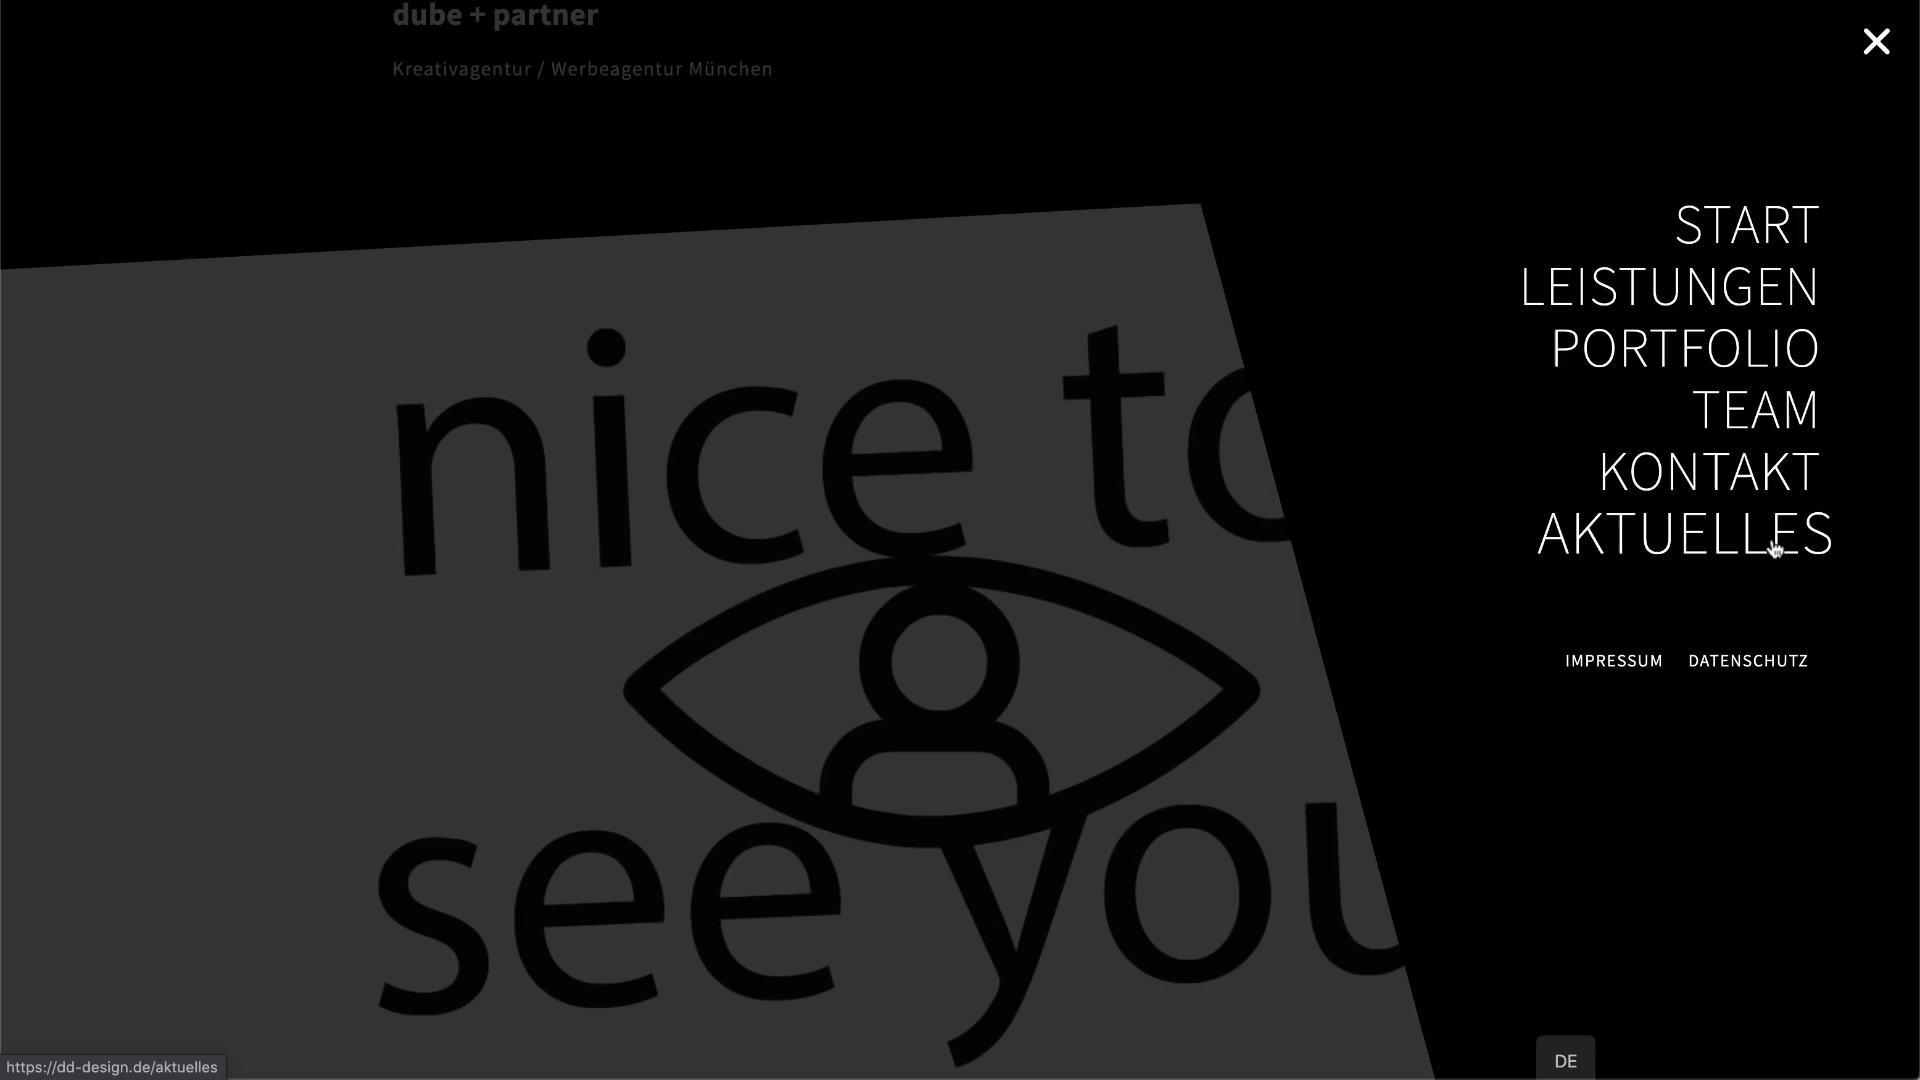 dube + partner
Kreativagentur / Werbeagentur München
START
LEISTUNGEN
PORTFOLIO
TEAM
KONTAKT
AKTUELLES
IMPRESSUM DATENSCHUTZ
nice to
see you
https://dd-design.de/aktuelles
DE